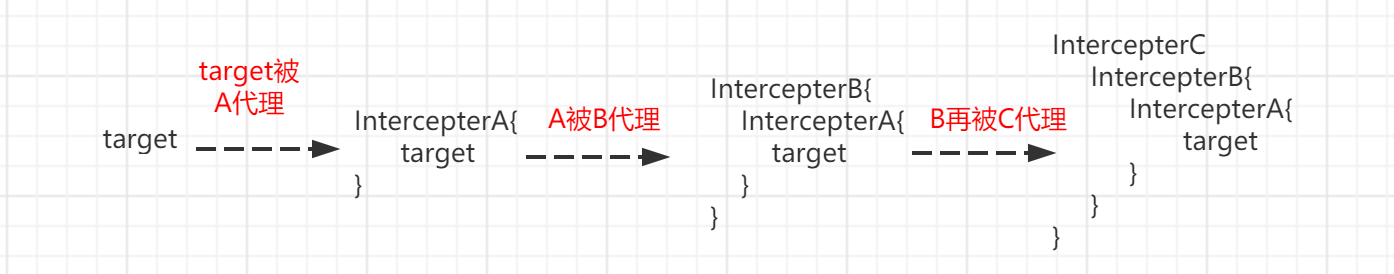 target
target被
A代理
IntercepterA{
target
}
A被B代理
IntercepterB{
IntercepterA{
target
}
}
B再被C代理
IntercepterC
IntercepterB{
IntercepterA{
target
}
}
}